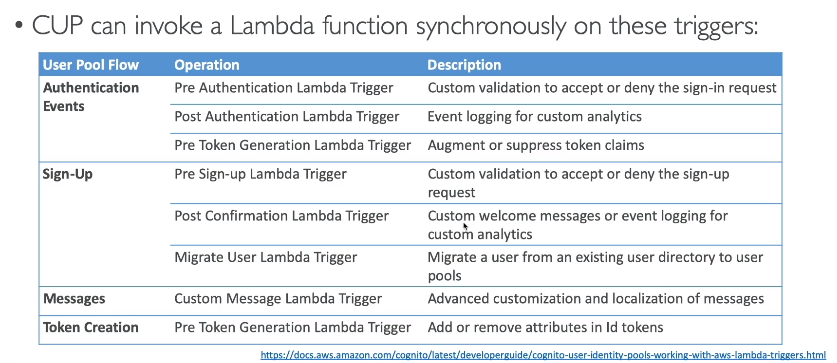 • CUP can invoke a Lambda function synchronously on these triggers:
User Pool Flow Operation Description
Authentication Events Pre Authentication Lambda Trigger Custom validation to accept or deny the sign-in request
Post Authentication Lambda Trigger Event logging for custom analytics
Pre Token Generation Lambda Trigger Augment or suppress token claims
Sign-Up Pre Sign-up Lambda Trigger Custom validation to accept or deny the sign-up
request
Post Confirmation Lambda Trigger Custom welcome messages or event logging for
custom analytics
Migrate User Lambda Trigger Migrate a user from an existing user directory to user
pools
Messages Custom Message Lambda Trigger Advanced customization and localization of messages
Token Creation Pre Token Generation Lambda Trigger Add or remove attributes in Id tokens
https://docs.aws.amazon.com/cognito/latest/developerguide/cognito-user-identity-pools-working-with-aws-lambda-triggers.html